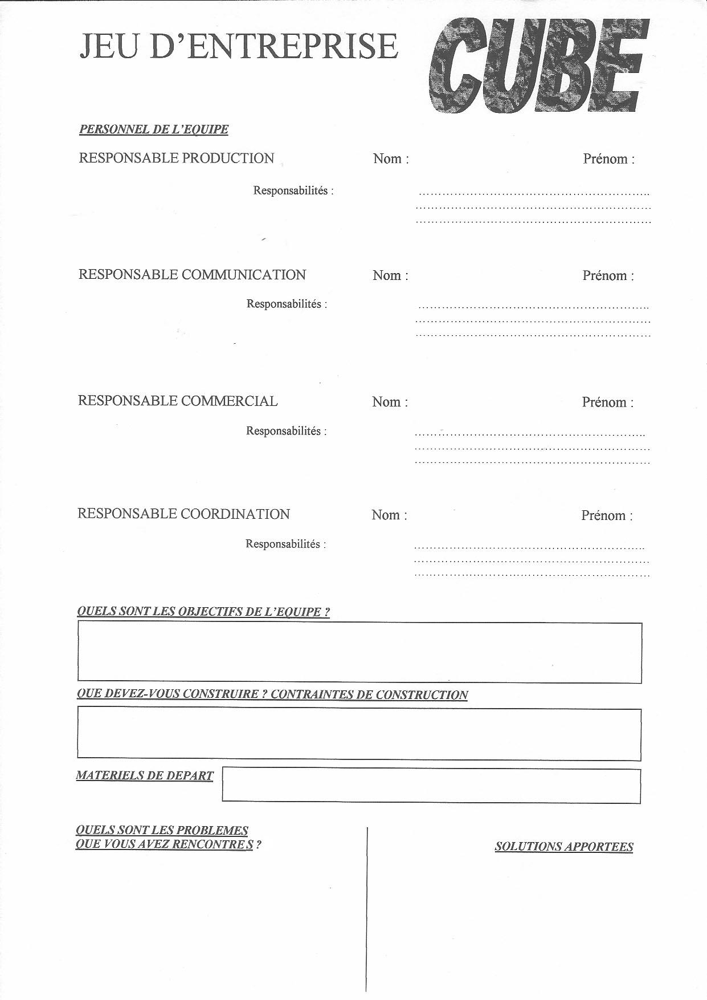 JEU D'ENTREPRISE CUBE
PERSONNEL DE L'EQUIPE
RESPONSABLE PRODUCTION Nom : Prénom :
Responsabilités : ..........................................................
...........................................................
...........................................................
RESPONSABLE COMMUNICATION Nom : Prénom :
Responsabilités : ..........................................................
...........................................................
...........................................................
RESPONSABLE COMMERCIAL Nom : Prénom :
Responsabilités : ..........................................................
...........................................................
...........................................................
RESPONSABLE COORDINATION Nom : Prénom :
Responsabilités : ..........................................................
...........................................................
...........................................................
QUELS SONT LES OBJECTIFS DE L'EQUIPE ?
QUE DEVEZ-VOUS CONSTRUIRE ? CONTRAINTES DE CONSTRUCTION
MATERIELS DE DEPART
QUELS SONT LES PROBLEMES
QUE VOUS AVEZ RENCONTRES ?
SOLUTIONS APPORTEES